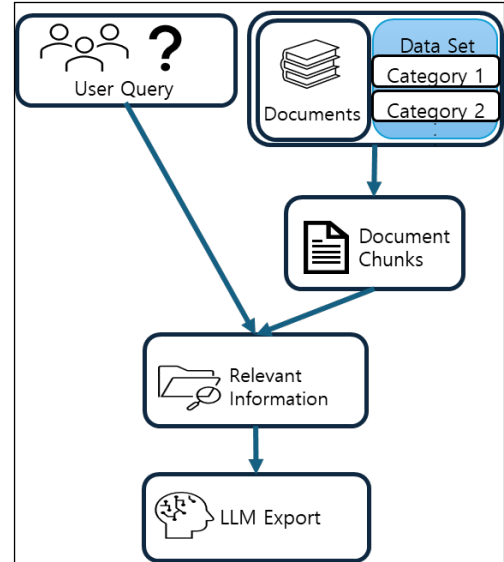 ?
User Query
Documents
Data Set
Category 1
Category 2
:
Document
Chunks
Relevant
Information
LLM Export